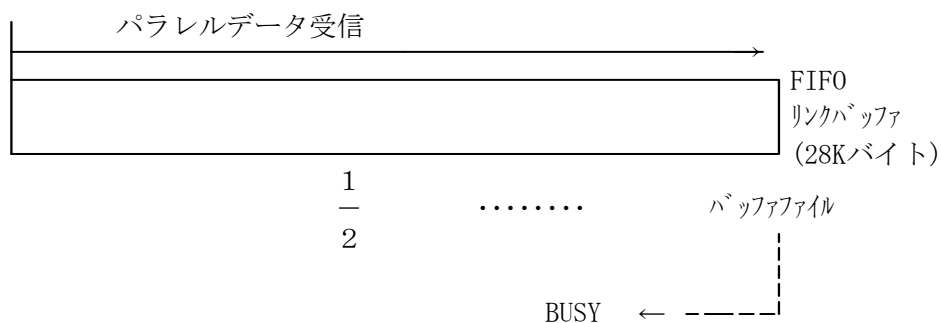 パラレルデータ受信
FIFO
ﾘﾝｸﾊﾞｯﾌｧ
(28Kバイト)
1
2
‥‥‥‥
ﾊﾞｯﾌｧﾌｧｲﾙ
BUSY ←